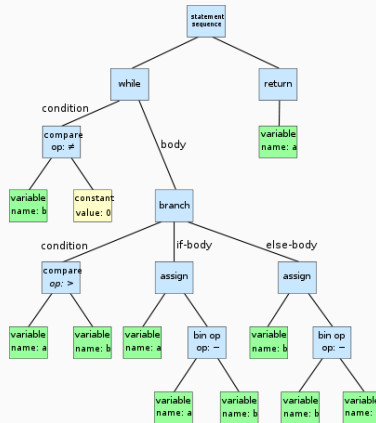 statement
sequence
while
return
condition
body
compare
op: ≠
variable
name: a
variable
name: b
constant
value: 0
branch
condition
if-body
else-body
compare
op: >
assign
assign
variable
name: a
variable
name: b
variable
name: a
bin op
op: −
variable
name: b
bin op
op: −
variable
name: a
variable
name: b
variable
name: b
variable
name: